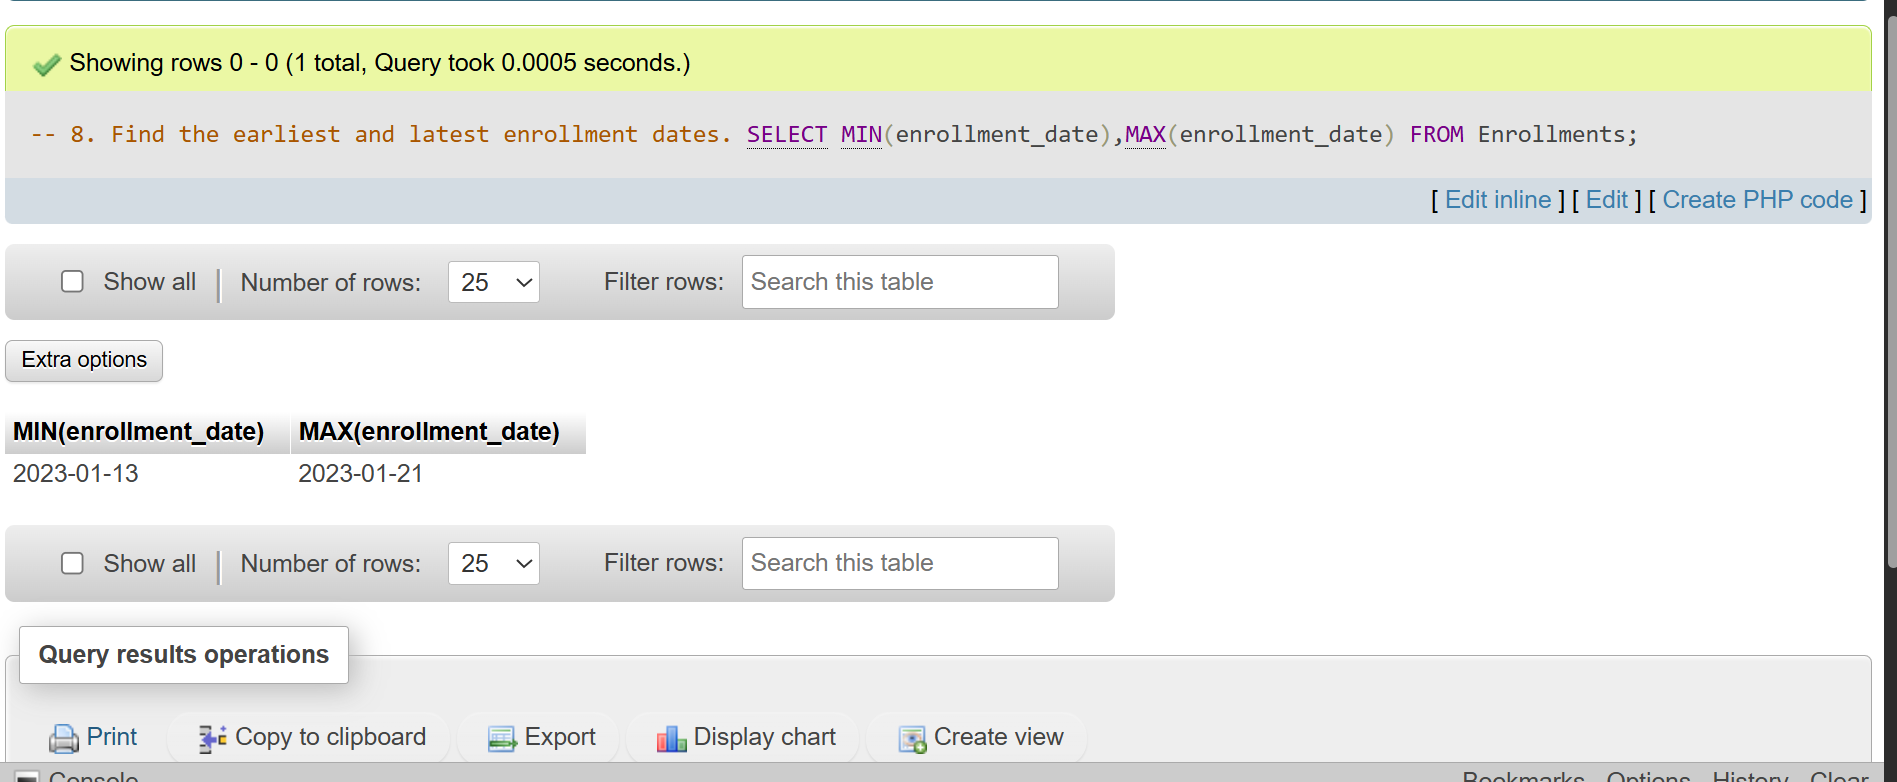 Showing rows 0 - 0 (1 total, Query took 0.0005 seconds.)
-- 8. Find the earliest and latest enrollment dates. SELECT MIN(enrollment_date),MAX(enrollment_date) FROM Enrollments;
[ Edit inline ] [ Edit ] [ Create PHP code ]
Show all | Number of rows: 25 Filter rows: Search this table
Extra options
MIN(enrollment_date) MAX(enrollment_date)
2023-01-13 2023-01-21
Show all | Number of rows: 25 Filter rows: Search this table
Query results operations
Print Copy to clipboard Export Display chart Create view
Console Bookmarks Options History Clear